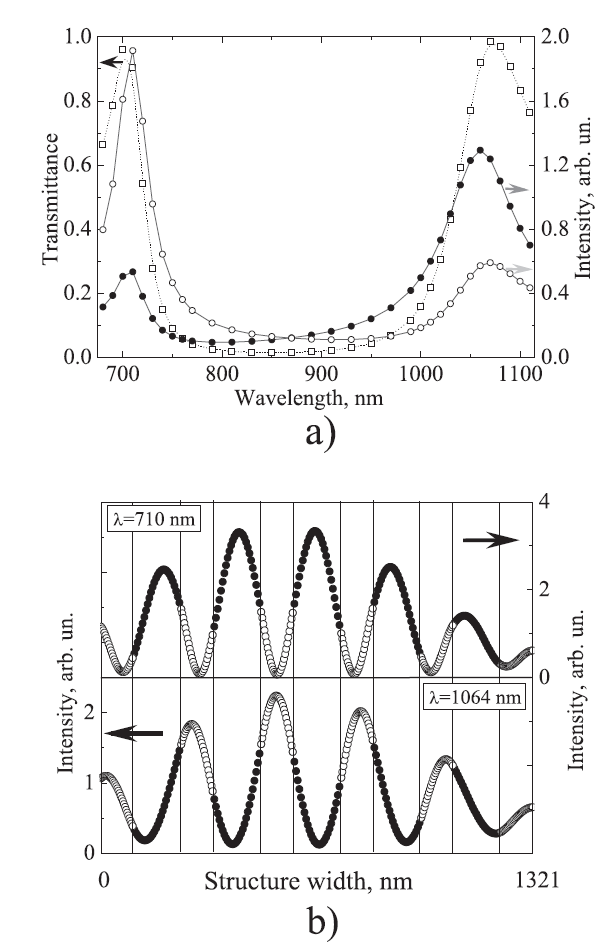 1.0
0.8
0.6
0.4
0.2
0.0
Transmittance
2.0
1.6
1.2
0.8
0.4
0.0
Intensity, arb. un.
700 800 900 1000 1100
Wavelength, nm
a)
λ=710 nm
4
2
0
Intensity, arb. un.
λ=1064 nm
2
1
0
Intensity, arb. un.
0 Structure width, nm 1321
b)